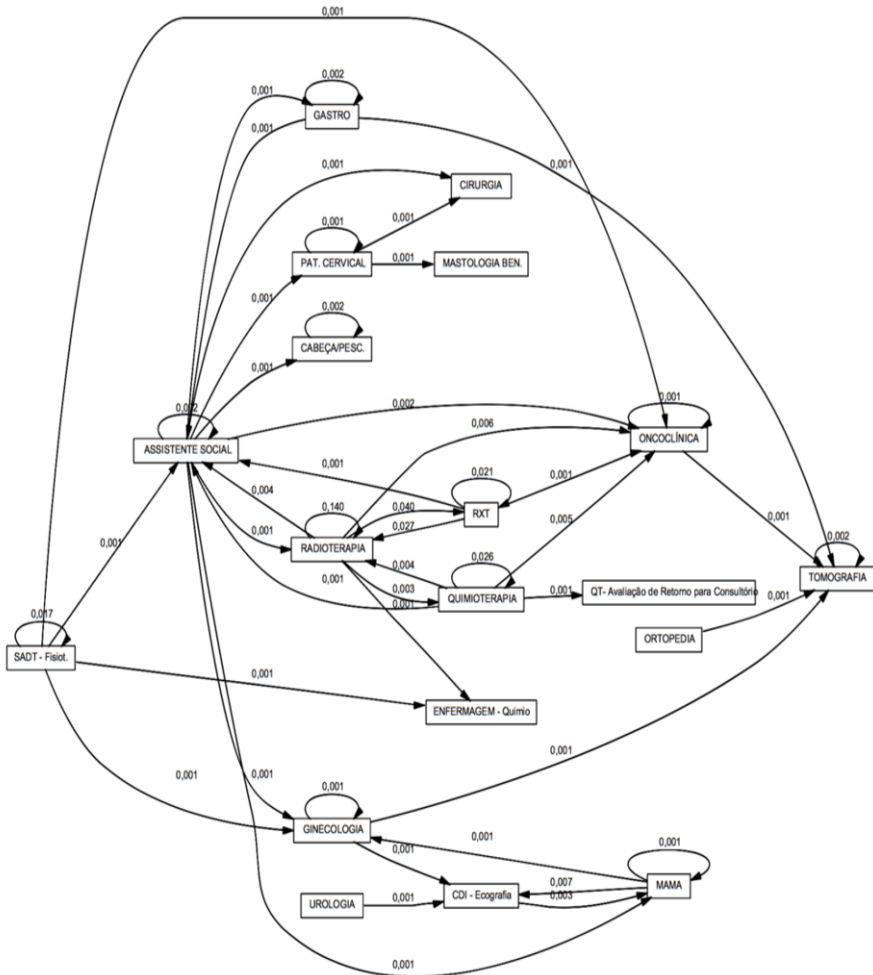 0,001
0,002
0,001
GASTRO
0,001
0,001
0,001
CIRURGIA
0,001
0,001
PAT. CERVICAL
0,001
MASTOLOGIA BEN.
0,001
0,002
CABEÇA/PESC.
0,001
0,002
0,001
0,006
ONCOCLÍNICA
ASSISTENTE SOCIAL
0,001
0,021
0,001
0,004
0,140
0,040
RXT
0,001
0,001
0,027
0,002
RADIOTERAPIA
0,005
0,004
0,026
TOMOGRAFIA
0,001
0,003
0,001
QUIMIOTERAPIA
0,001
QT- Avaliação de Retorno para Consultório
0,001
0,017
ORTOPEDIA
SADT - Fisiot.
0,001
ENFERMAGEM - Quimio
0,001
0,001
0,001
0,001
GINECOLOGIA
0,001
0,001
0,001
0,007
MAMA
CDI - Ecografia
0,003
UROLOGIA
0,001
0,001